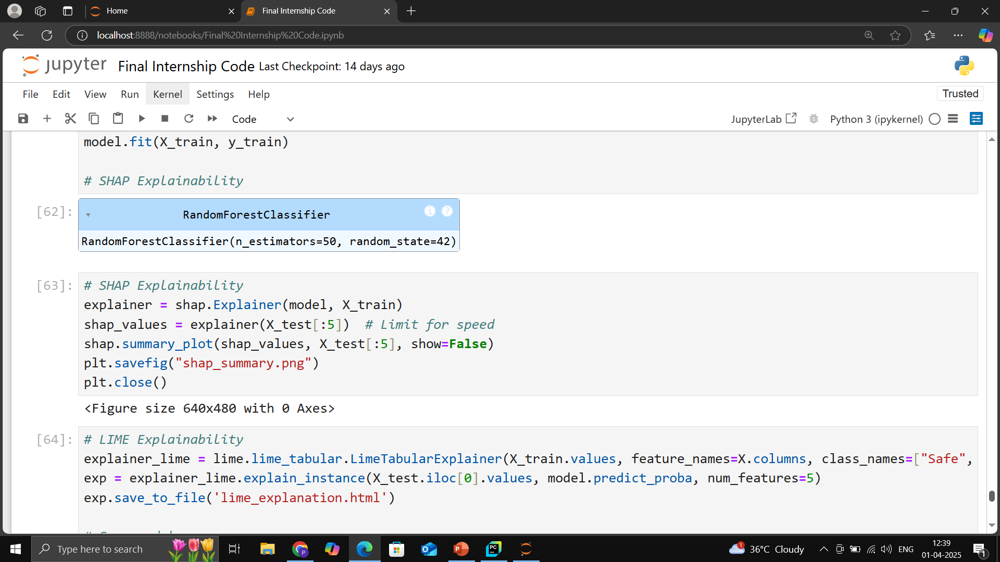 Home
Final Internship Code
localhost:8888/notebooks/Final%20Internship%20Code.ipynb
jupyter Final Internship Code Last Checkpoint: 14 days ago
File Edit View Run Kernel Settings Help
Trusted
Code
JupyterLab
Python 3 (ipykernel)
model.fit(X_train, y_train)
# SHAP Explainability
[62]:
RandomForestClassifier
i ?
RandomForestClassifier(n_estimators=50, random_state=42)
[63]:
# SHAP Explainability
explainer = shap.Explainer(model, X_train)
shap_values = explainer(X_test[:5])  # Limit for speed
shap.summary_plot(shap_values, X_test[:5], show=False)
plt.savefig("shap_summary.png")
plt.close()
<Figure size 640x480 with 0 Axes>
[64]:
# LIME Explainability
explainer_lime = lime.lime_tabular.LimeTabularExplainer(X_train.values, feature_names=X.columns, class_names=["Safe",
exp = explainer_lime.explain_instance(X_test.iloc[0].values, model.predict_proba, num_features=5)
exp.save_to_file('lime_explanation.html')
Type here to search
P
P
PC
1
36°C Cloudy
ENG
12:39
01-04-2025
1